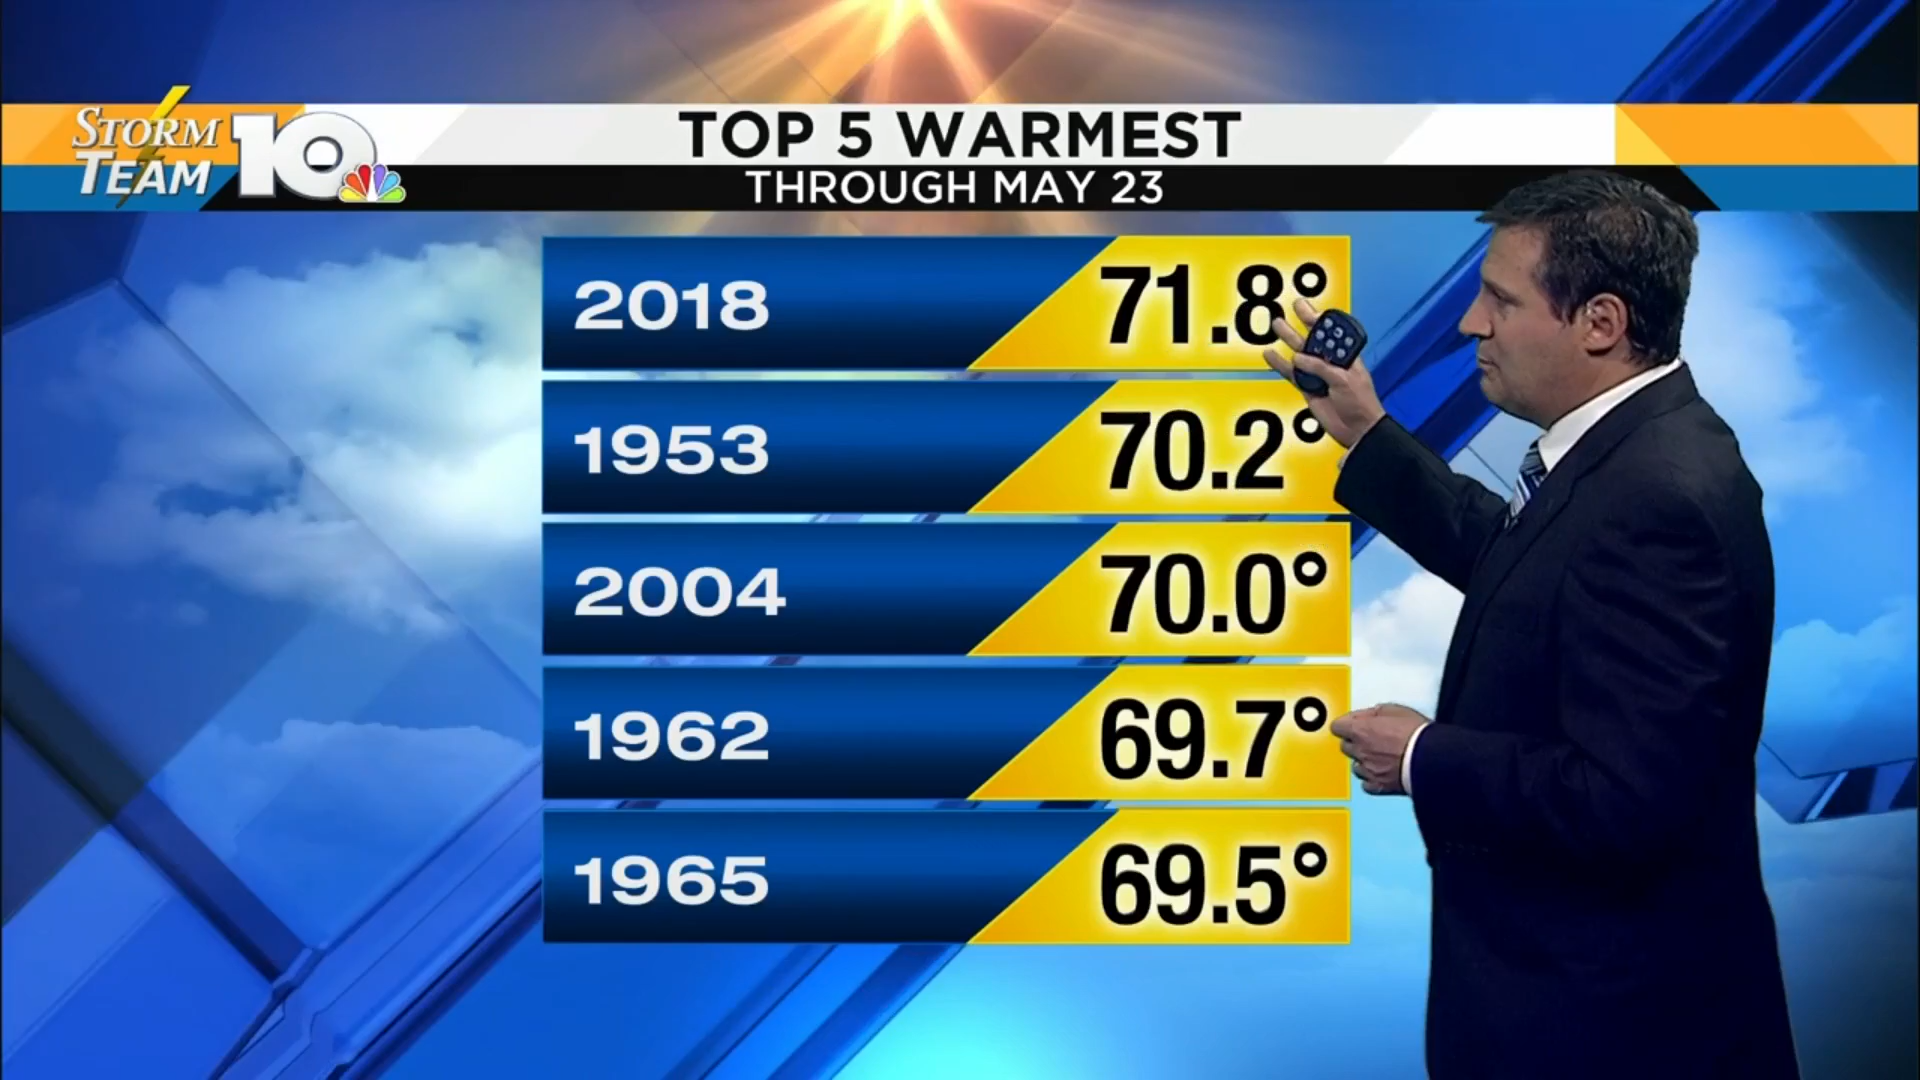 STORM
TEAM
10
TOP 5 WARMEST
THROUGH MAY 23
2018 71.8°
1953 70.2°
2004 70.0°
1962 69.7°
1965 69.5°